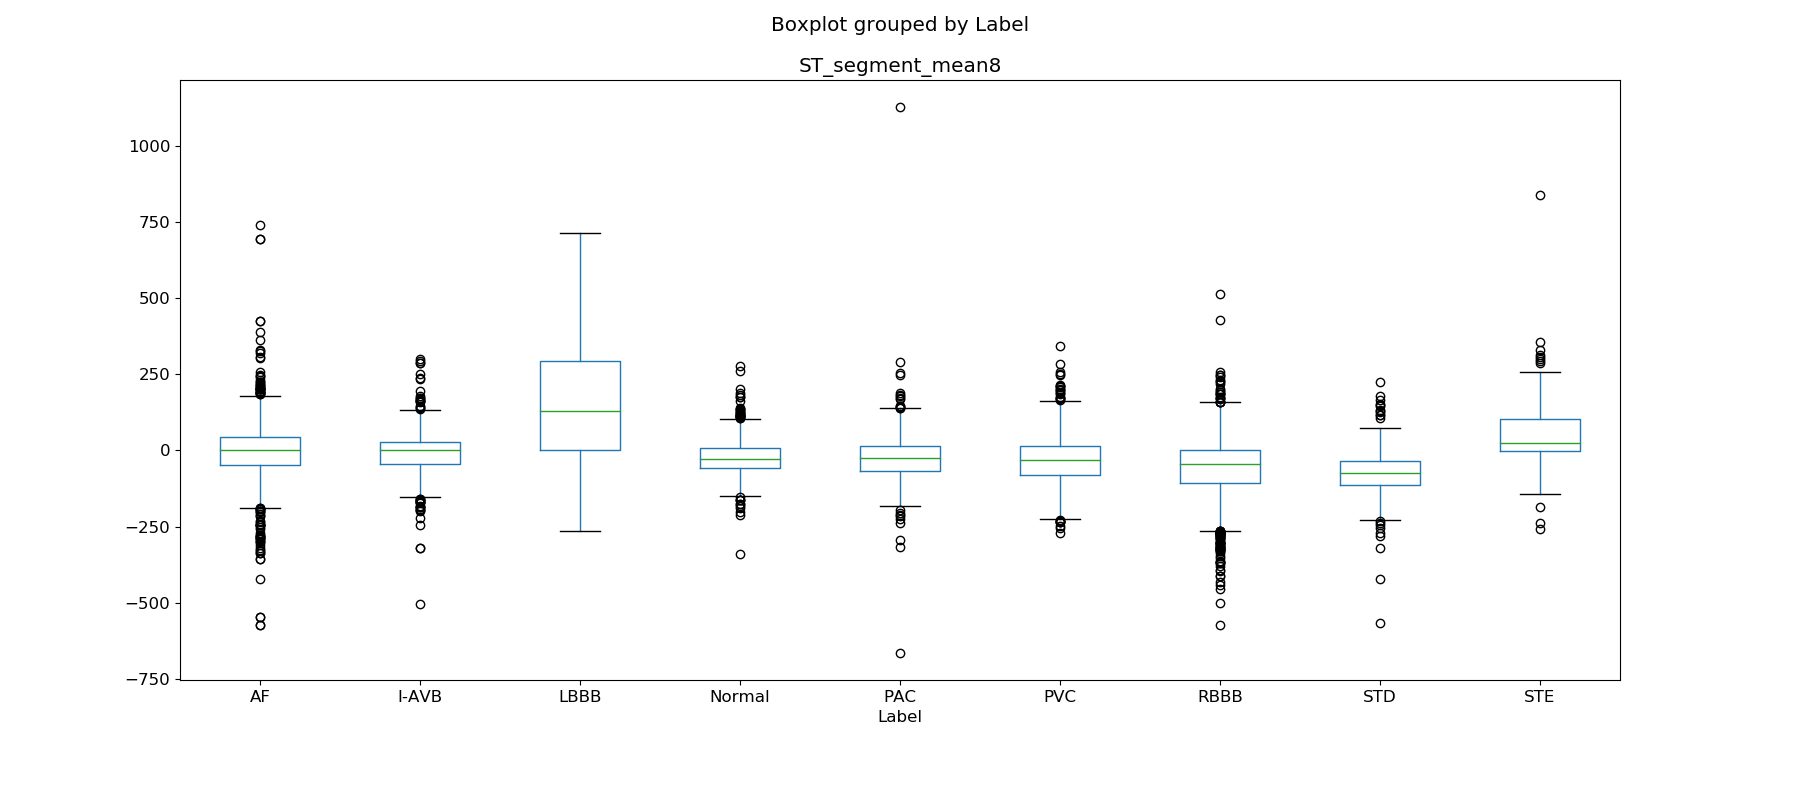 Boxplot grouped by Label
ST_segment_mean8
1000
750
500
250
0
−250
−500
−750
AF I-AVB LBBB Normal PAC PVC RBBB STD STE
Label